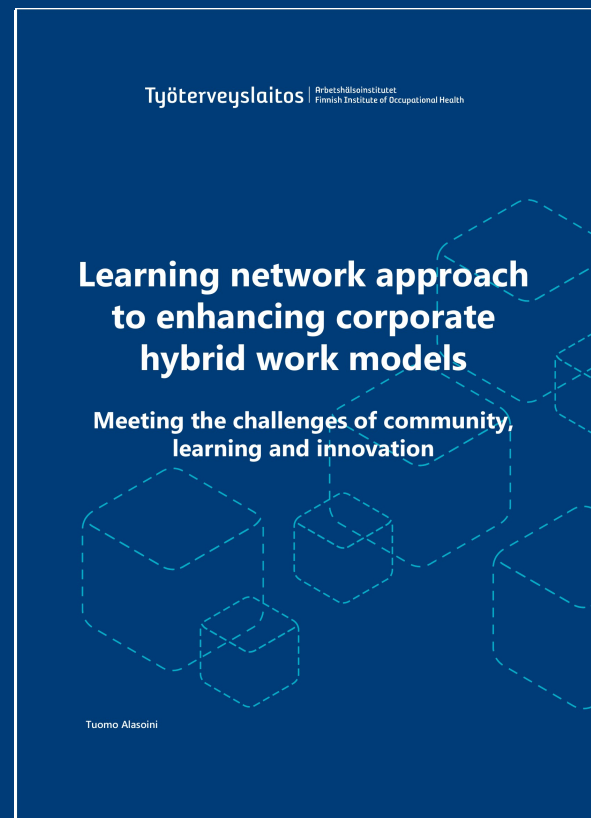 Työterveyslaitos
Arbetshälsoinstitutet
Finnish Institute of Occupational Health
Learning network approach
to enhancing corporate
hybrid work models
Meeting the challenges of community,
learning and innovation
Tuomo Alasoini